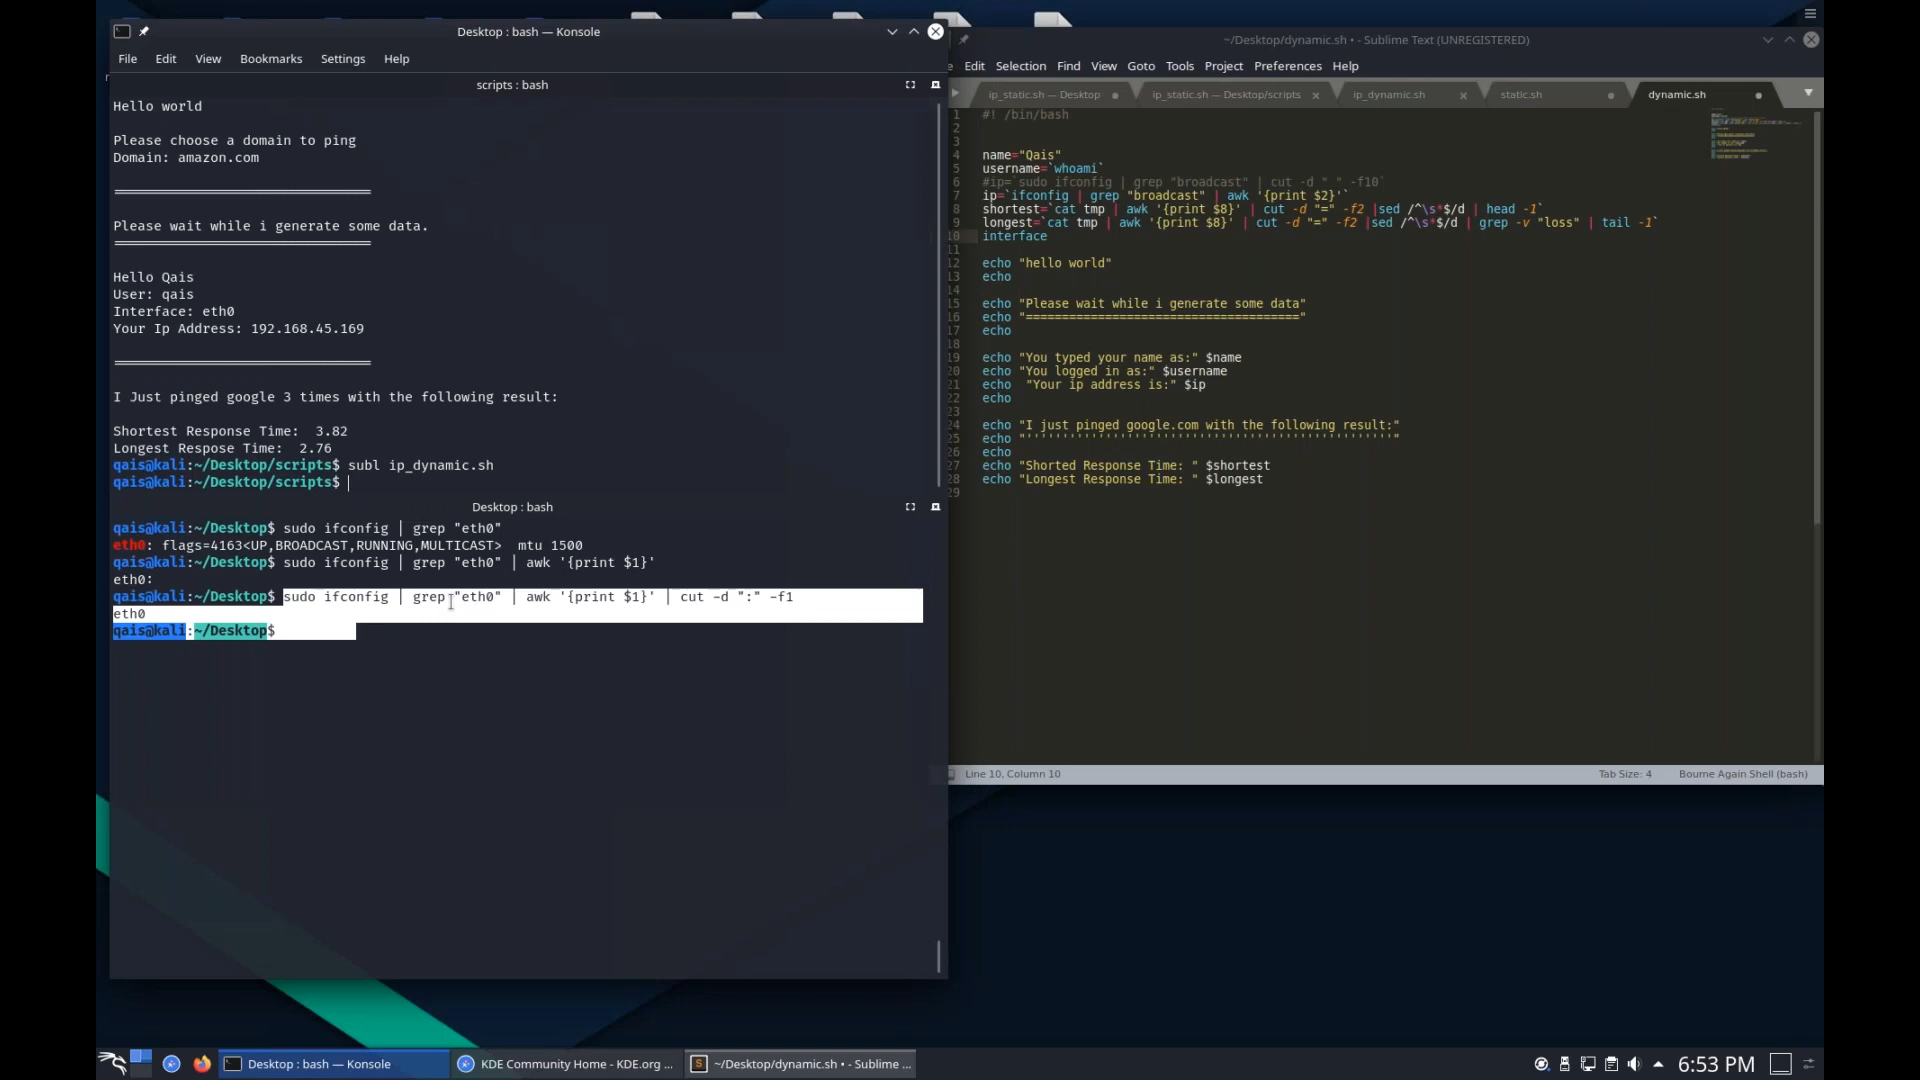 Desktop : bash — Konsole
File Edit View Bookmarks Settings Help
scripts : bash
Hello world
Please choose a domain to ping
Domain: amazon.com
===============================
Please wait while i generate some data.
===============================
Hello Qais
User: qais
Interface: eth0
Your Ip Address: 192.168.45.169
===============================
I Just pinged google 3 times with the following result:
Shortest Response Time:  3.82
Longest Respose Time:  2.76
qais@kali:~/Desktop/scripts$ subl ip_dynamic.sh
qais@kali:~/Desktop/scripts$
Desktop : bash
qais@kali:~/Desktop$ sudo ifconfig | grep "eth0"
eth0: flags=4163<UP,BROADCAST,RUNNING,MULTICAST>  mtu 1500
qais@kali:~/Desktop$ sudo ifconfig | grep "eth0" | awk '{print $1}'
eth0:
qais@kali:~/Desktop$ sudo ifconfig | grep "eth0" | awk '{print $1}' | cut -d ":" -f1
eth0
qais@kali:~/Desktop$
~/Desktop/dynamic.sh • - Sublime Text (UNREGISTERED)
e Edit Selection Find View Goto Tools Project Preferences Help
ip_static.sh — Desktop ip_static.sh — Desktop/scripts ip_dynamic.sh static.sh dynamic.sh
1 #! /bin/bash
2
3
4 name="Qais"
5 username=`whoami`
6 #ip=`sudo ifconfig | grep "broadcast" | cut -d " " -f10`
7 ip=`ifconfig | grep "broadcast" | awk '{print $2}'`
8 shortest=`cat tmp | awk '{print $8}' | cut -d "=" -f2 |sed /^\s*$/d | head -1`
9 longest=`cat tmp | awk '{print $8}' | cut -d "=" -f2 |sed /^\s*$/d | grep -v "loss" | tail -1`
10 interface
11
12 echo "hello world"
13 echo
14
15 echo "Please wait while i generate some data"
16 echo "======================================"
17 echo
18
19 echo "You typed your name as:" $name
20 echo "You logged in as:" $username
21 echo  "Your ip address is:" $ip
22 echo
23
24 echo "I just pinged google.com with the following result:"
25 echo "'''''''''''''''''''''''''''''''''''''''''''''''''''"
26 echo
27 echo "Shorted Response Time: " $shortest
28 echo "Longest Response Time: " $longest
29
Line 10, Column 10 Tab Size: 4 Bourne Again Shell (bash)
Desktop : bash — Konsole KDE Community Home - KDE.org ... ~/Desktop/dynamic.sh • - Sublime ... 6:53 PM